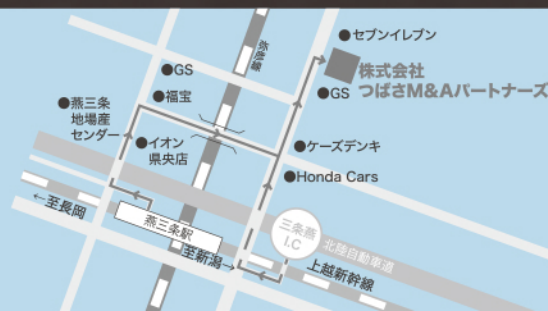 ●セブンイレブン
弥彦線
株式会社
つばさM&Aパートナーズ
●GS
●GS
●福宝
●燕三条
地場産
センダー
●イオン
県央店
●ケーズデンキ
●Honda Cars
←至長岡
燕三条駅
三条燕
I.C
北陸自動車道
至新潟→
上越新幹線